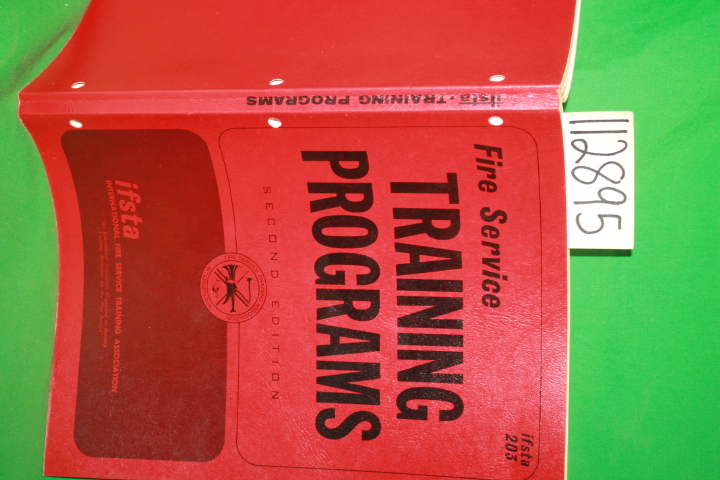 ifsta
203
Fire Service
TRAINING
PROGRAMS
SECOND EDITION
ifsta
INTERNATIONAL FIRE SERVICE TRAINING ASSOCIATION
ifsta · TRAINING PROGRAMS
112895